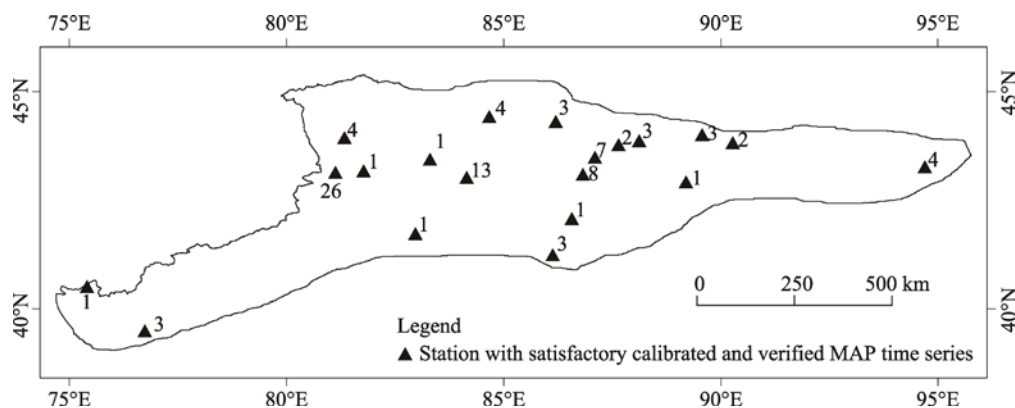 75°E 80°E 85°E 90°E 95°E
45°N 45°N
4 3
4 3 3 2
2
1 7
1 13 4
26 8 1
1
1
3
1
40°N 3 40°N
0 250 500 km
Legend
Station with satisfactory calibrated and verified MAP time series
75°E 80°E 85°E 90°E 95°E